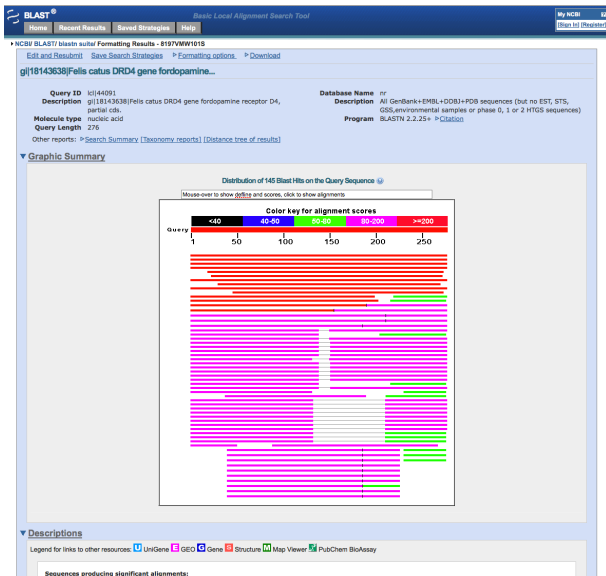 BLAST®
Basic Local Alignment Search Tool
My NCBI
Home Recent Results Saved Strategies Help
[Sign In] [Register]
NCBI/ BLAST/ blastn suite/ Formatting Results - 8197VMW101S
Edit and Resubmit Save Search Strategies Formatting options Download
gi|18143638|Felis catus DRD4 gene fordopamine...
Query ID lcl|44091
Description gi|18143638|Felis catus DRD4 gene fordopamine receptor D4, partial cds.
Molecule type nucleic acid
Query Length 276
Database Name nr
Description All GenBank+EMBL+DDBJ+PDB sequences (but no EST, STS, GSS,environmental samples or phase 0, 1 or 2 HTGS sequences)
Program BLASTN 2.2.25+ Citation
Other reports: Search Summary [Taxonomy reports] [Distance tree of results]
Graphic Summary
Distribution of 145 Blast Hits on the Query Sequence
Mouse-over to show defline and scores, click to show alignments
Color key for alignment scores
<40 40-50 50-80 80-200 >=200
Query
1 50 100 150 200 250
Descriptions
Legend for links to other resources: U UniGene E GEO G Gene S Structure M Map Viewer PubChem BioAssay
Sequences producing significant alignments: